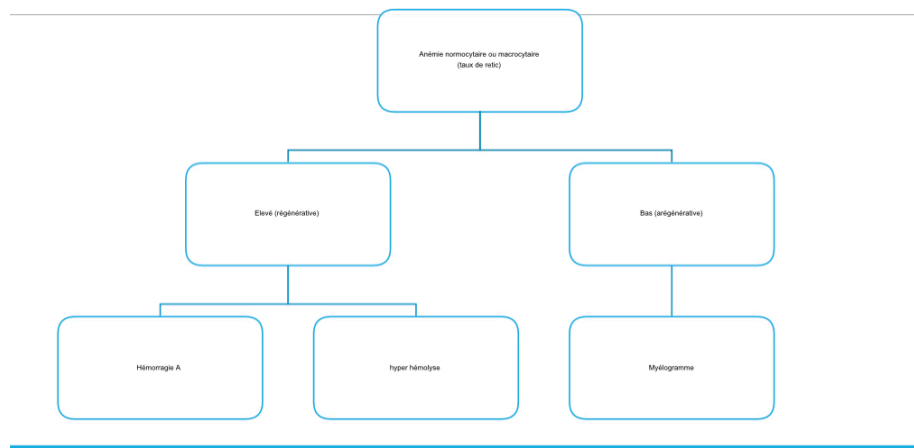 Anémie normocytaire ou macrocytaire
(taux de retic)
Elevé (régénérative)
Bas (arégénérative)
Hémorragie A
hyper hémolyse
Myélogramme